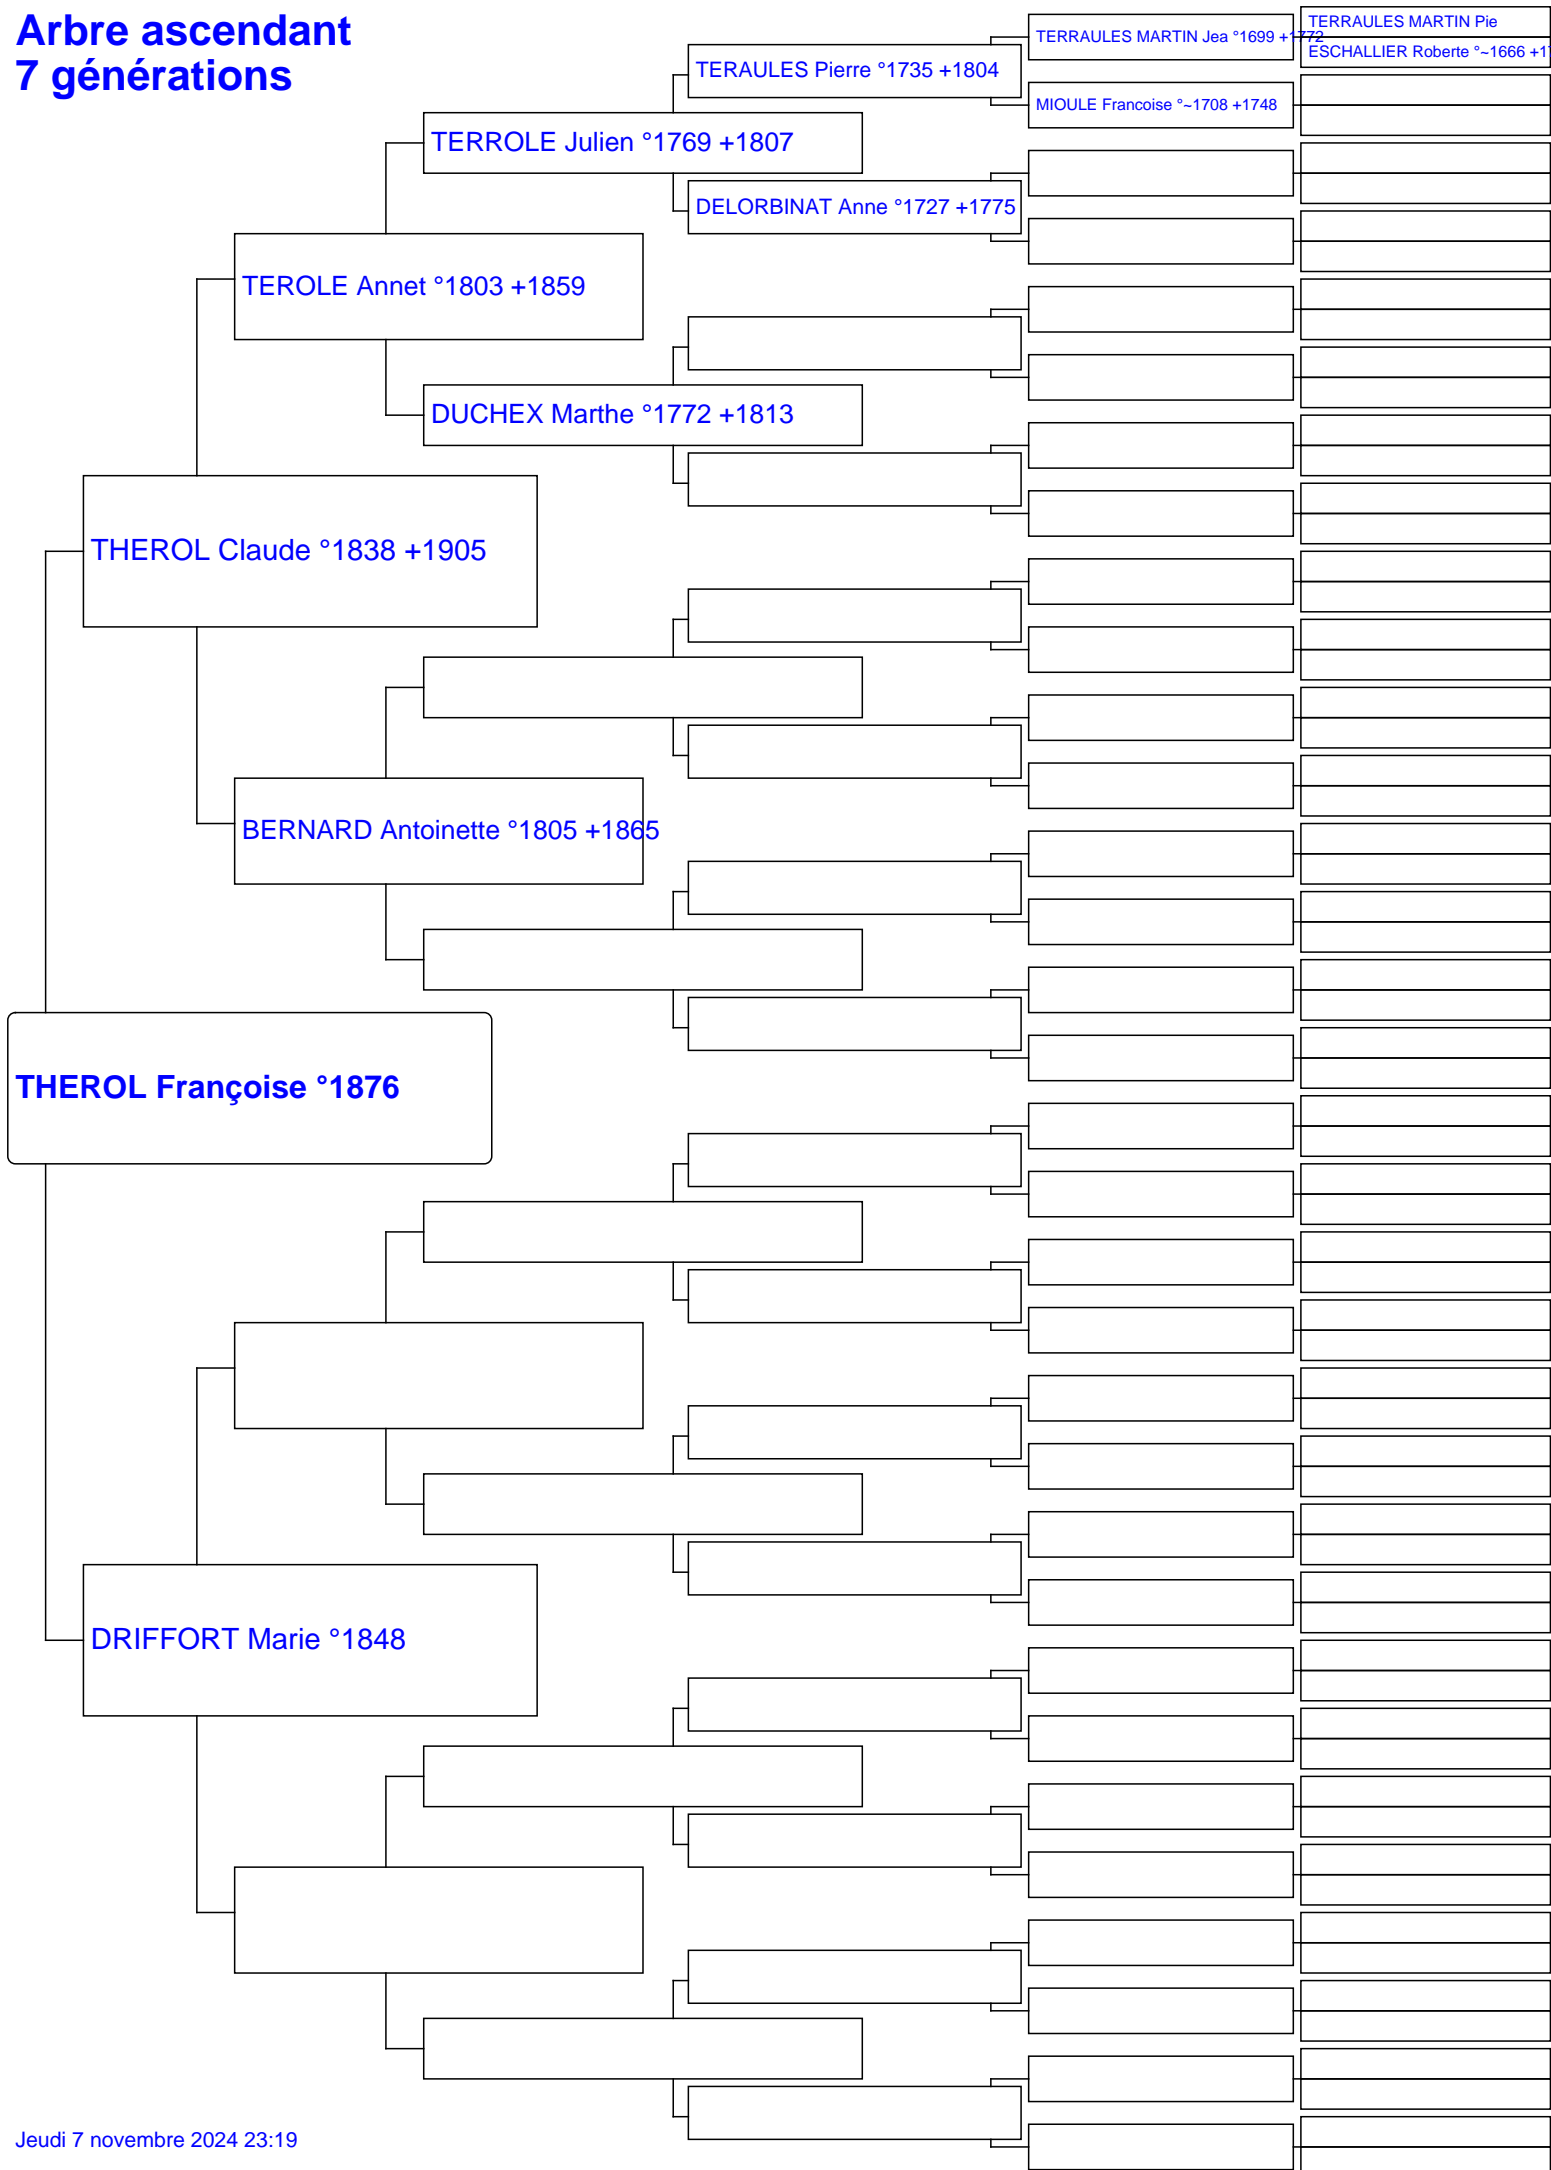 Arbre ascendant
7 générations
TERRAULES MARTIN Jea °1699 +1772
TERRAULES MARTIN Pie
ESCHALLIER Roberte °~1666 +1
TERAULES Pierre °1735 +1804
MIOULE Francoise °~1708 +1748
TERROLE Julien °1769 +1807
DELORBINAT Anne °1727 +1775
TEROLE Annet °1803 +1859
DUCHEX Marthe °1772 +1813
THEROL Claude °1838 +1905
BERNARD Antoinette °1805 +1865
THEROL Françoise °1876
DRIFFORT Marie °1848
Jeudi 7 novembre 2024 23:19